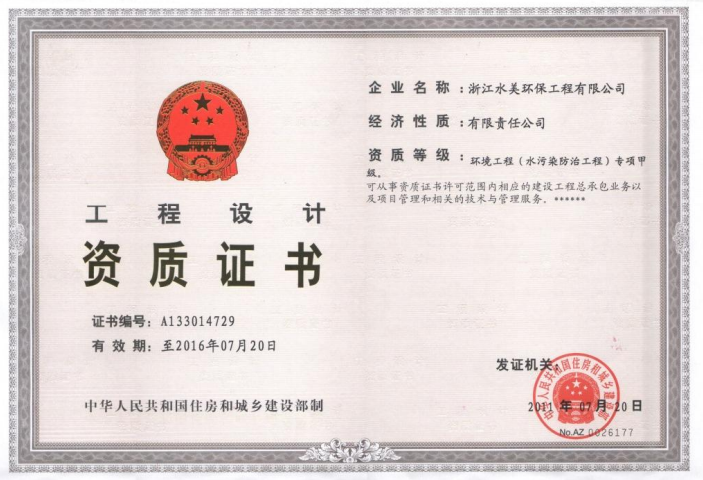 工程设计
资质证书
证书编号：A133014729
有效期：至2016年07月20日
中华人民共和国住房和城乡建设部制
企业名称：浙江水美环保工程有限公司
经济性质：有限责任公司
资质等级：环境工程（水污染防治工程）专项甲
级。
可从事资质证书许可范围内相应的建设工程总承包业务以
及项目管理和相关的技术与管理服务。******
发证机关：
中华人民共和国住房和城乡建设部
2011年07月20日
No.AZ 0026177